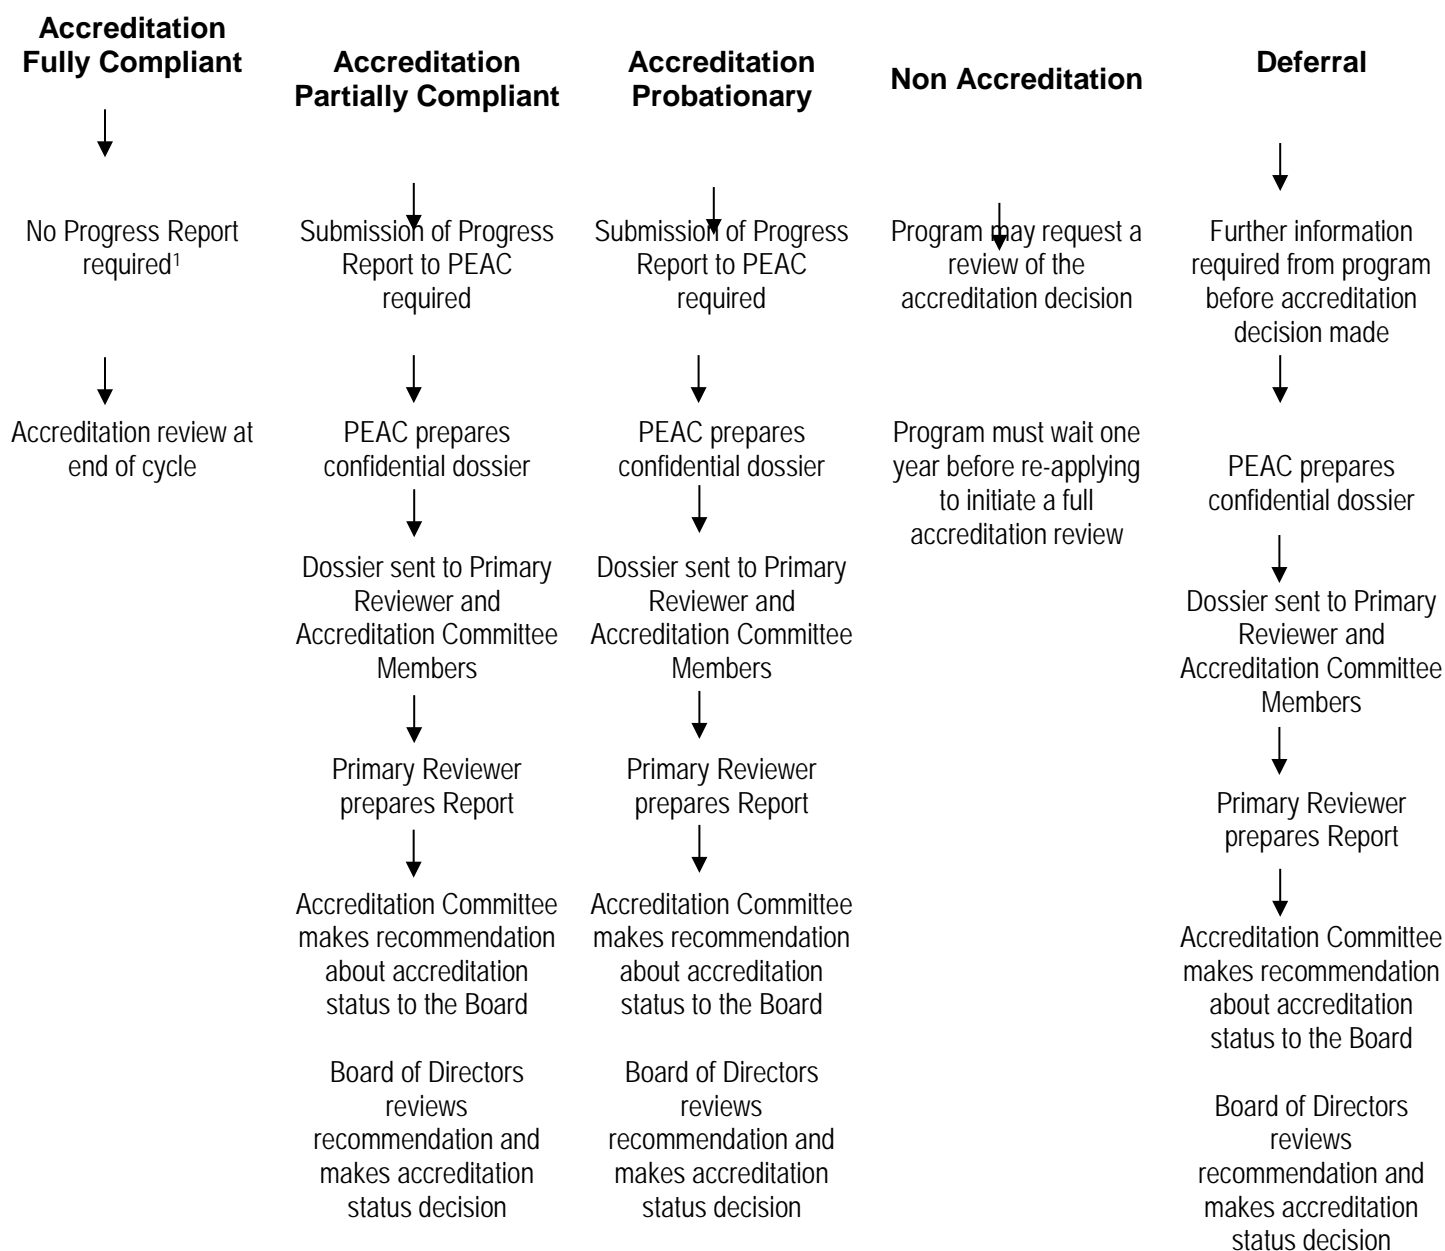 Accreditation
Fully Compliant
No Progress Report
required¹
Accreditation review at
end of cycle
Accreditation
Partially Compliant
Submission of Progress
Report to PEAC
required
PEAC prepares
confidential dossier
Dossier sent to Primary
Reviewer and
Accreditation Committee
Members
Primary Reviewer
prepares Report
Accreditation Committee
makes recommendation
about accreditation
status to the Board
Board of Directors
reviews
recommendation and
makes accreditation
status decision
Accreditation
Probationary
Submission of Progress
Report to PEAC
required
PEAC prepares
confidential dossier
Dossier sent to Primary
Reviewer and
Accreditation Committee
Members
Primary Reviewer
prepares Report
Accreditation Committee
makes recommendation
about accreditation
status to the Board
Board of Directors
reviews
recommendation and
makes accreditation
status decision
Non Accreditation
Program may request a
review of the
accreditation decision
Program must wait one
year before re-applying
to initiate a full
accreditation review
Deferral
Further information
required from program
before accreditation
decision made
PEAC prepares
confidential dossier
Dossier sent to Primary
Reviewer and
Accreditation Committee
Members
Primary Reviewer
prepares Report
Accreditation Committee
makes recommendation
about accreditation
status to the Board
Board of Directors
reviews
recommendation and
makes accreditation
status decision